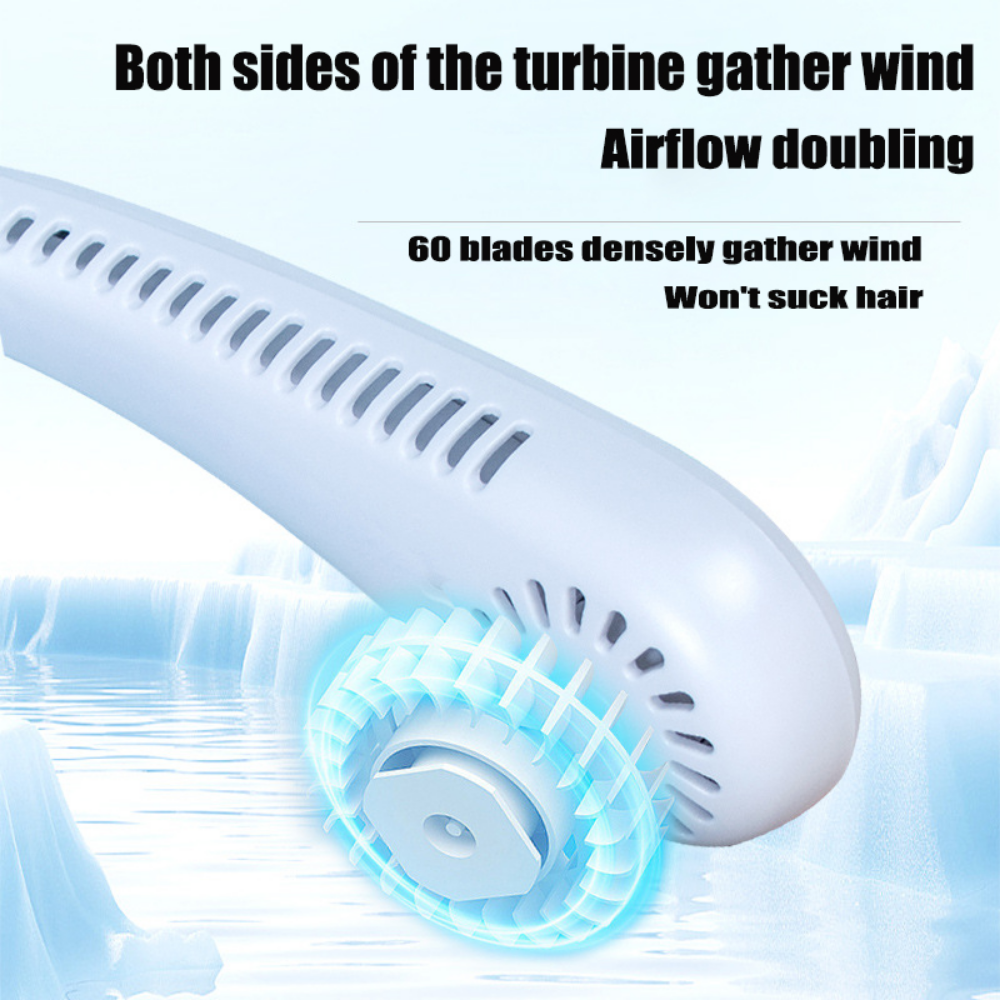 Both sides of the turbine gather wind
Airflow doubling
60 blades densely gather wind
Won't suck hair